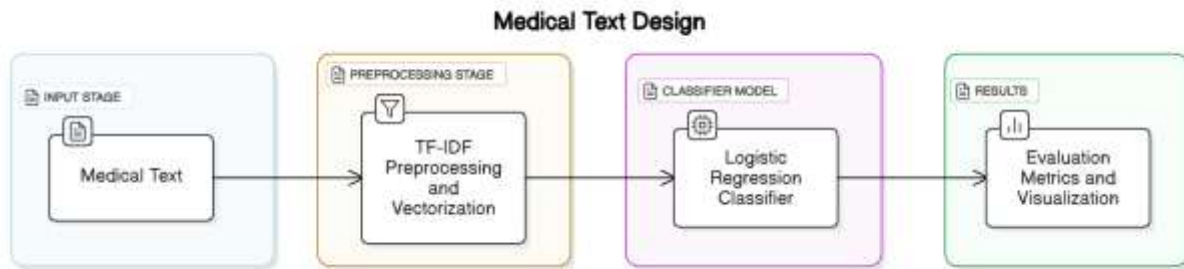 Medical Text Design
INPUT STAGE
Medical Text
PREPROCESSING STAGE
TF-IDF
Preprocessing
and
Vectorization
CLASSIFIER MODEL
Logistic
Regression
Classifier
RESULTS
Evaluation
Metrics and
Visualization